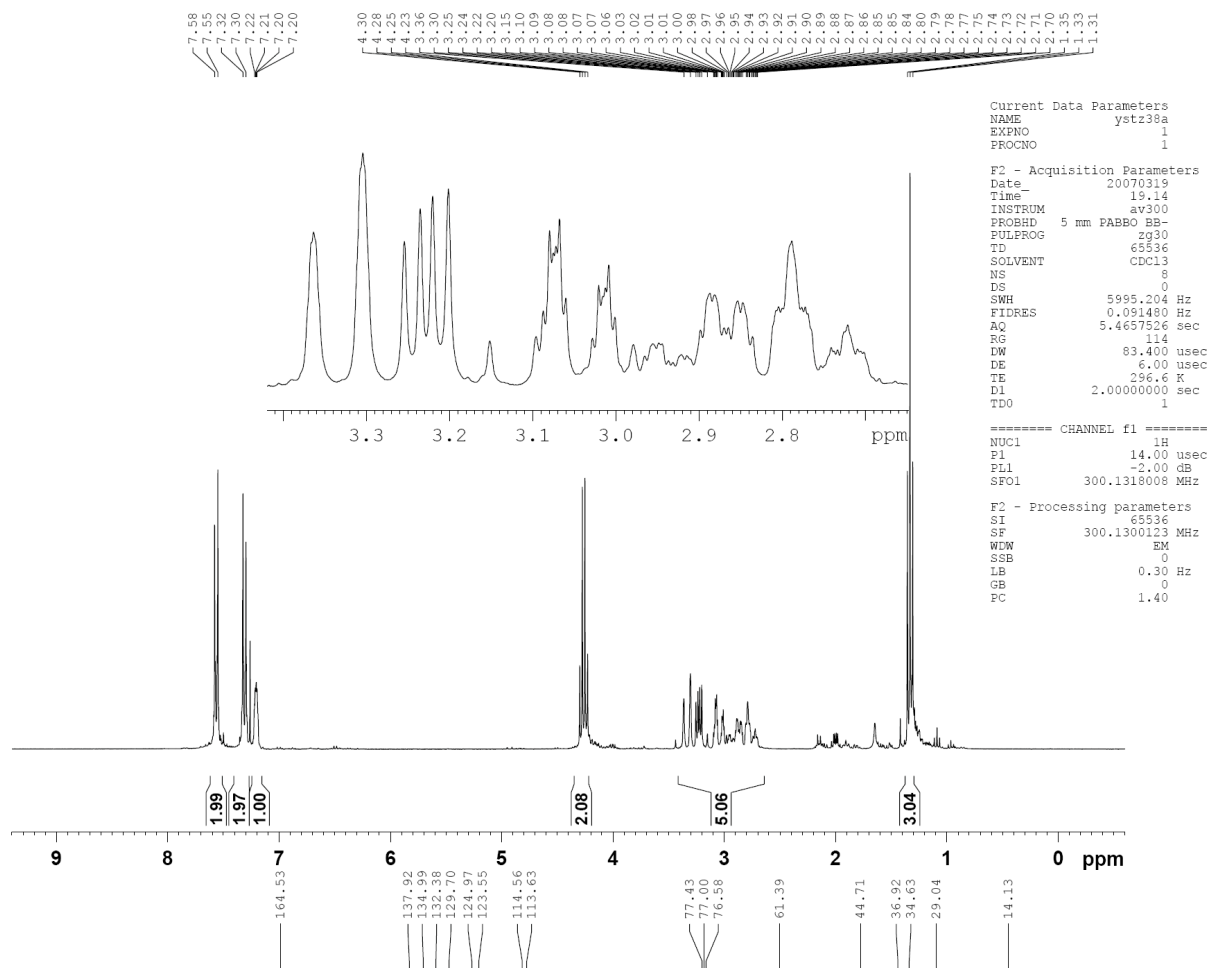 7.58
7.55
7.32
7.30
7.22
7.21
7.20
7.20
4.30
4.28
4.25
4.23
3.36
3.30
3.25
3.24
3.22
3.20
3.15
3.10
3.09
3.08
3.08
3.07
3.07
3.06
3.03
3.02
3.01
3.01
3.00
2.98
2.97
2.96
2.95
2.94
2.93
2.92
2.91
2.90
2.89
2.88
2.87
2.86
2.85
2.85
2.84
2.80
2.79
2.78
2.77
2.75
2.74
2.73
2.72
2.71
2.70
1.35
1.33
1.31
Current Data Parameters
NAME ystz38a
EXPNO 1
PROCNO 1
F2 - Acquisition Parameters
Date_ 20070319
Time 19.14
INSTRUM av300
PROBHD 5 mm PABBO BB-
PULPROG zg30
TD 65536
SOLVENT CDCl3
NS 8
DS 0
SWH 5995.204 Hz
FIDRES 0.091480 Hz
AQ 5.4657526 sec
RG 114
DW 83.400 usec
DE 6.00 usec
TE 296.6 K
D1 2.00000000 sec
TD0 1
======== CHANNEL f1 ========
NUC1 1H
P1 14.00 usec
PL1 -2.00 dB
SFO1 300.1318008 MHz
F2 - Processing parameters
SI 65536
SF 300.1300123 MHz
WDW EM
SSB 0
LB 0.30 Hz
GB 0
PC 1.40
3.3 3.2 3.1 3.0 2.9 2.8 ppm
1.99 1.97 1.00 2.08 5.06 3.04
9 8 7 6 5 4 3 2 1 0 ppm
164.53
137.92
134.99
132.38
129.70
124.97
123.55
114.56
113.63
77.43
77.00
76.58
61.39
44.71
36.92
34.63
29.04
14.13